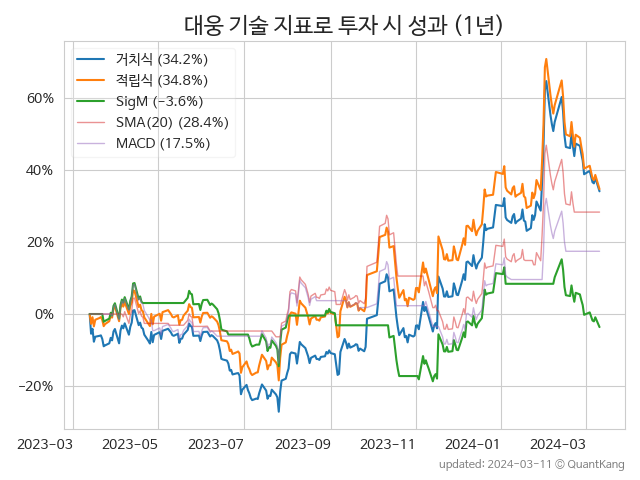 대웅 기술 지표로 투자 시 성과 (1년)
거치식 (34.2%)
적립식 (34.8%)
SigM (−3.6%)
SMA(20) (28.4%)
MACD (17.5%)
60%
40%
20%
0%
−20%
2023-03 2023-05 2023-07 2023-09 2023-11 2024-01 2024-03
updated: 2024-03-11 © QuantKang